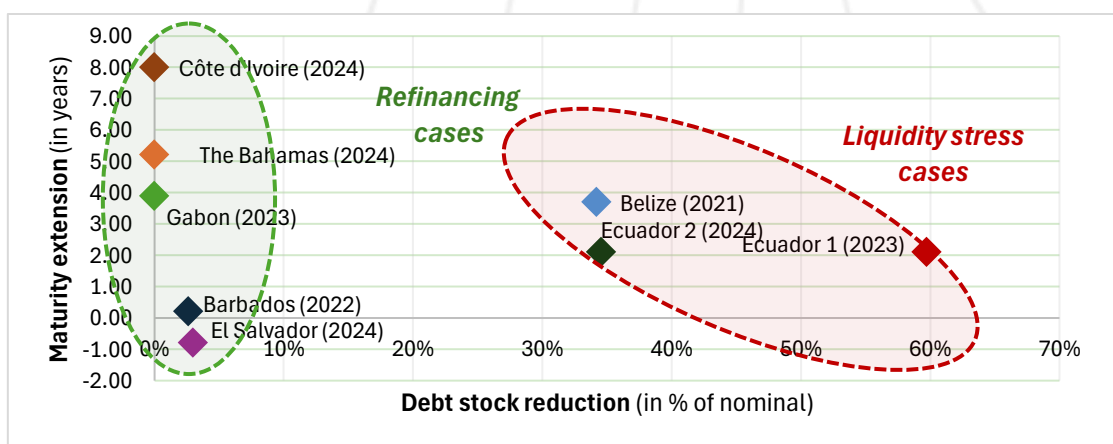 9.00
8.00
7.00
6.00
5.00
4.00
3.00
2.00
1.00
0.00
-1.00
-2.00
Maturity extension (in years)
Côte d'Ivoire (2024)
Refinancing
cases
The Bahamas (2024)
Liquidity stress
cases
Gabon (2023)
Belize (2021)
Ecuador 2 (2024)
Ecuador 1 (2023)
Barbados (2022)
El Salvador (2024)
0% 10% 20% 30% 40% 50% 60% 70%
Debt stock reduction (in % of nominal)